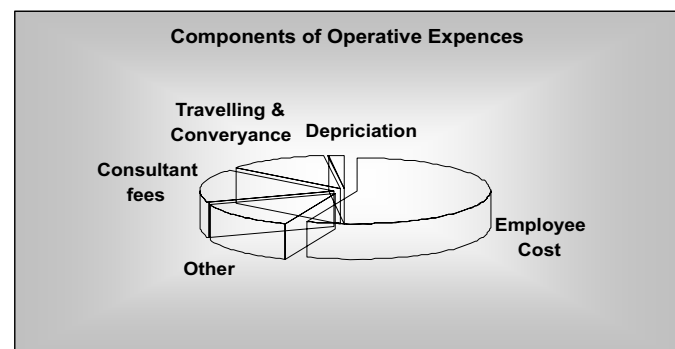 Components of Operative Expences
Travelling &
Converyance
Depriciation
Consultant
fees
Employee
Cost
Other